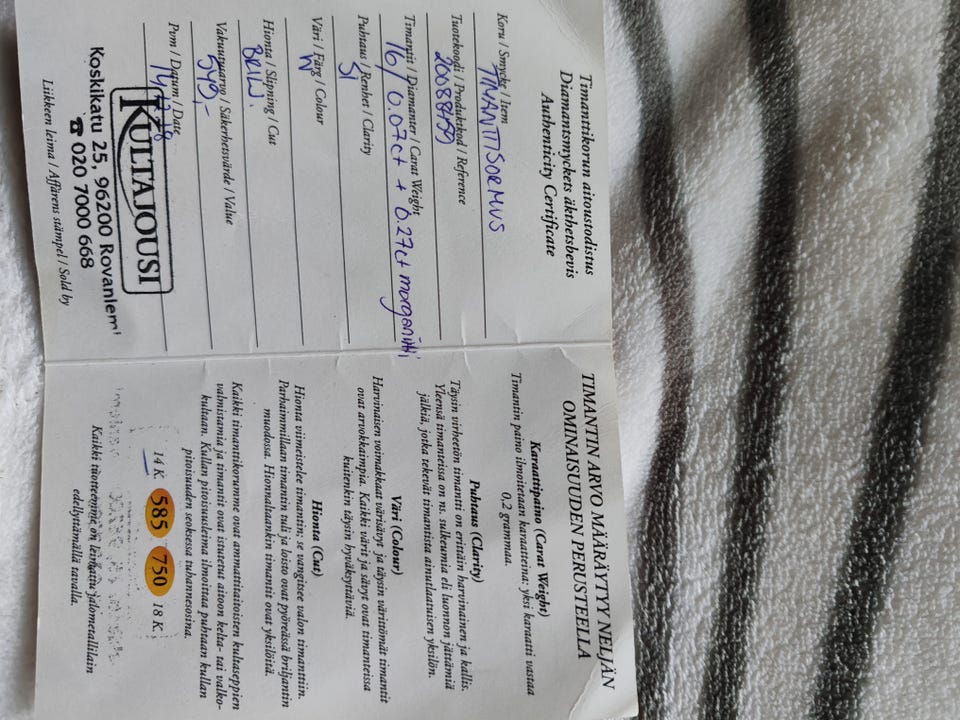 Timanttikorun aitoustodistus
Diamantsmyckets äkthetsbevis
Authenticity Certificate
Koru / Smycke / Item
TIMANTTISORMUS
Tuotekoodi / Produktkod / Reference
Timantit / Diamanter / Carat Weight
16/ 0.07ct + 0.27ct morganiitti
Puhtaus / Renhet / Clarity
SI
Väri / Färg / Colour
W
Hionta / Slipning / Cut
Vakuutusarvo / Säkerhetsvärde / Value
549,-
Pvm / Datum / Date
KULTAJOUSI
Koskikatu 25, 96200 Rovaniemi
☎ 020 7000 668
Liikkeen leima / Affärens stämpel / Sold by
TIMANTIN ARVO MÄÄRÄYTYY NELJÄN
OMINAISUUDEN PERUSTEELLA
Karaattipaino (Carat Weight)
Timantin paino ilmoitetaan karaatteina: yksi karaatti vastaa
0,2 grammaa.
Puhtaus (Clarity)
Täysin virheetön timantti on erittäin harvinainen ja kallis.
Yleensä timanteissa on ns. sulkeumia eli luonnon jättämiä
jälkiä, jotka tekevät timantista ainutlaatuisen yksilön.
Väri (Colour)
Harvinaisen voimakkaat värisävyt ja täysin värittömät timantit
ovat arvokkaimpia. Kaikki värit ja sävyt ovat timanteissa
kuitenkin täysin hyväksyttäviä.
Hionta (Cut)
Hionta viimeistelee timantin; se vangitsee valon timanttiin.
Parhaimmillaan timantin tuli ja loisto ovat pyöreässä briljantin
muodossa. Hionnaltaankin timantit ovat yksilöitä.
Kaikki timanttikorumme ovat ammattitaitoisten kultaseppien
valmistamia ja timantit ovat istutetut aitoon kelta- tai valko-
kultaan. Kullan pitoisuusleima ilmoittaa puhtaan kullan
pitoisuuden seoksessa tuhannesosina.
14 K. 585 750 18 K.
Kaikki tuotteemme on leimattu jalometallilain
edellyttämällä tavalla.